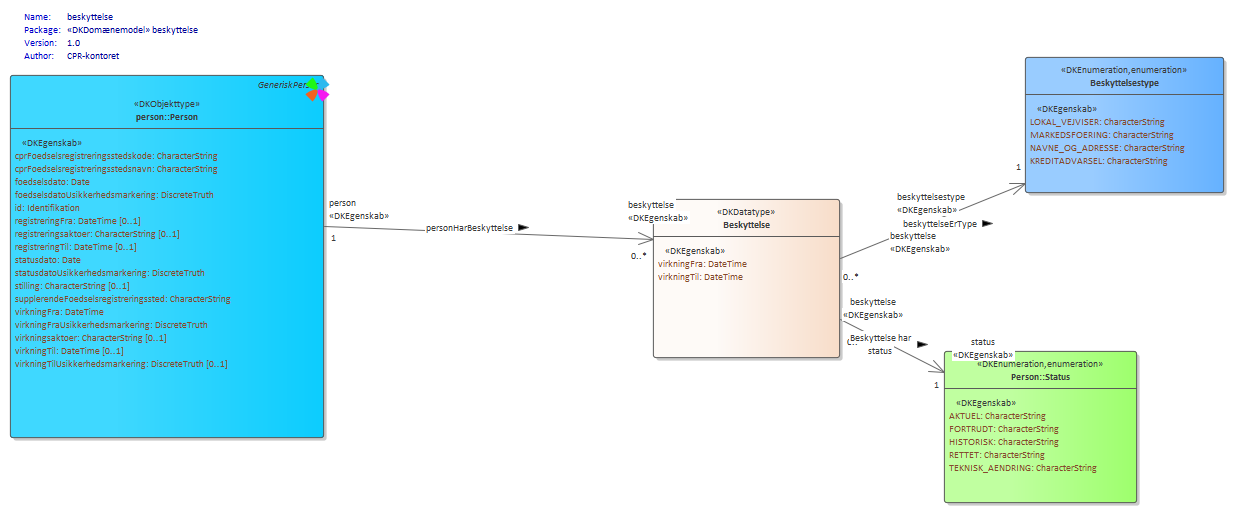 Name: beskyttelse
Package: «DKDomænemodel» beskyttelse
Version: 1.0
Author: CPR-kontoret
«DKObjekttype»
person::Person
«DKEgenskab»
cprFoedselsregistreringsstedskode: CharacterString
cprFoedselsregistreringsstedsnavn: CharacterString
foedselsdato: Date
foedselsdatoUsikkerhedsmarkering: DiscreteTruth
id: Identifikation
registreringFra: DateTime [0..1]
registreringsaktoer: CharacterString [0..1]
registreringTil: DateTime [0..1]
statusdato: Date
statusdatoUsikkerhedsmarkering: DiscreteTruth
stilling: CharacterString [0..1]
supplerendeFoedselsregistreringssted: CharacterString
virkningFra: DateTime
virkningFraUsikkerhedsmarkering: DiscreteTruth
virkningsaktoer: CharacterString [0..1]
virkningTil: DateTime [0..1]
virkningTilUsikkerhedsmarkering: DiscreteTruth [0..1]
person
«DKEgenskab»
1
personHarBeskyttelse
beskyttelse
«DKEgenskab»
0..*
«DKDatatype»
Beskyttelse
«DKEgenskab»
virkningFra: DateTime
virkningTil: DateTime
«DKEnumeration,enumeration»
Beskyttelsestype
«DKEgenskab»
LOKAL_VEJVISER: CharacterString
MARKEDSFOERING: CharacterString
NAVNE_OG_ADRESSE: CharacterString
KREDITADVARSEL: CharacterString
1
beskyttelsestype
«DKEgenskab»
beskyttelseErType
beskyttelse
«DKEgenskab»
0..*
beskyttelse
«DKEgenskab»
Beskyttelse har
status
status
«DKEgenskab»
1
«DKEnumeration,enumeration»
Person::Status
«DKEgenskab»
AKTUEL: CharacterString
FORTRUDT: CharacterString
HISTORISK: CharacterString
RETTET: CharacterString
TEKNISK_AENDRING: CharacterString